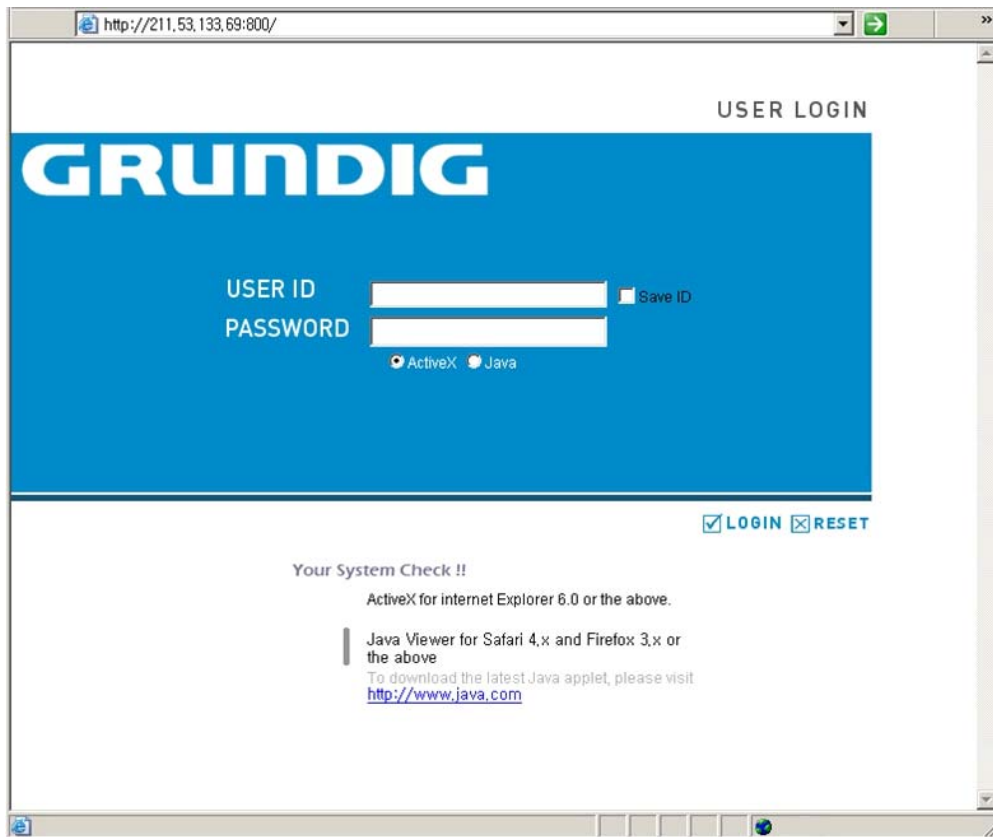 http://211,53,133,69:800/
»
USER LOGIN
GRUNDIG
USER ID
Save ID
PASSWORD
ActiveX Java
LOGIN RESET
Your System Check !!
ActiveX for internet Explorer 6.0 or the above.
Java Viewer for Safari 4,x and Firefox 3,x or
the above
To download the latest Java applet, please visit
http://www,java,com